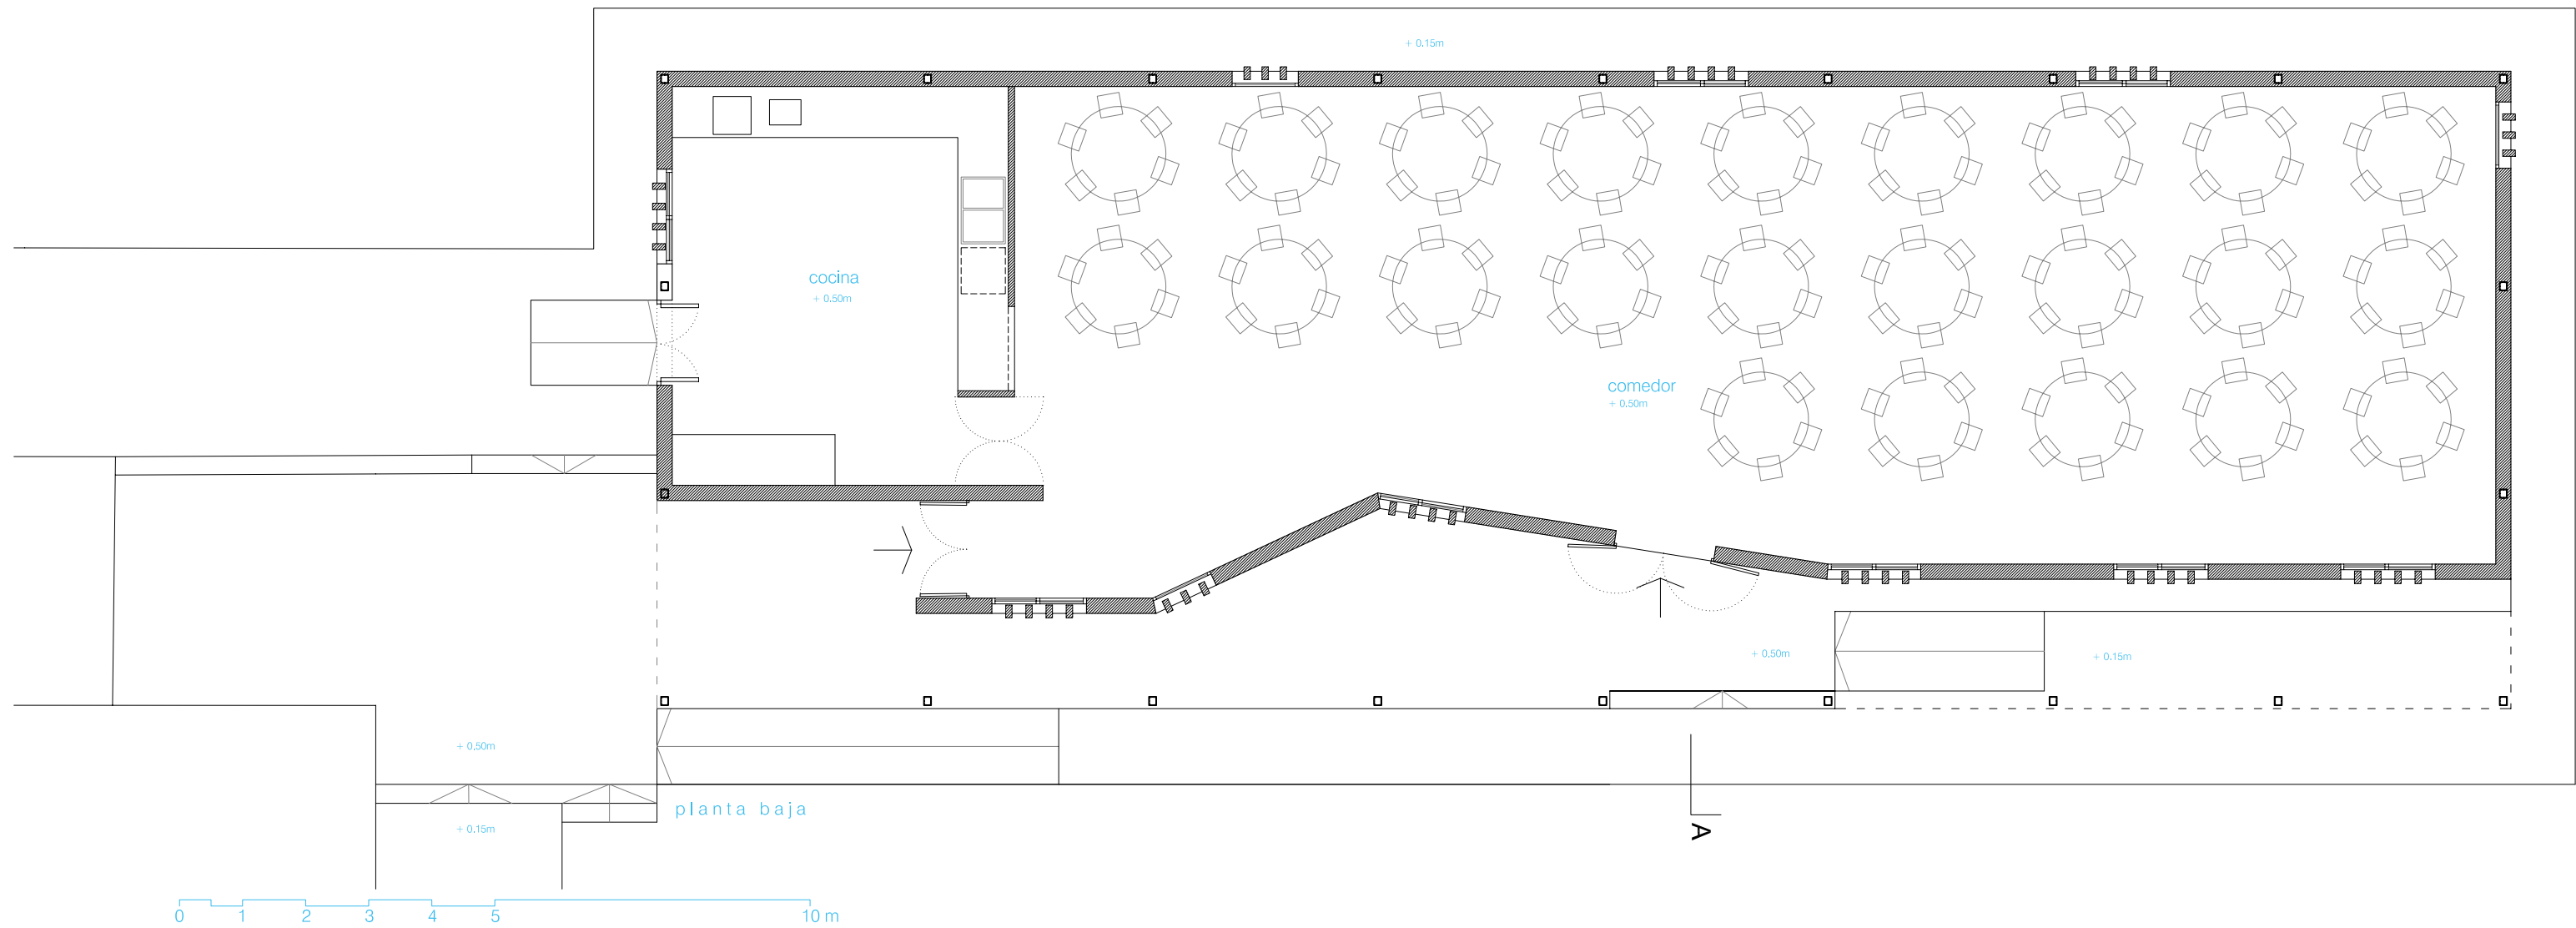 + 0.15m
cocina
+ 0.50m
comedor
+ 0.50m
+ 0.50m
+ 0.15m
+ 0.50m
planta baja
+ 0.15m
A
0 1 2 3 4 5 10 m